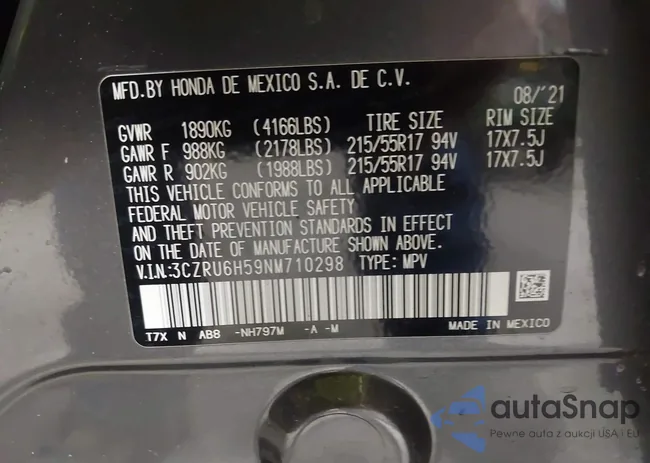 MFD.BY HONDA DE MEXICO S.A. DE C.V.
08/'21
GVWR 1890KG (4166LBS) TIRE SIZE RIM SIZE
GAWR F 988KG (2178LBS) 215/55R17 94V 17X7.5J
GAWR R 902KG (1988LBS) 215/55R17 94V 17X7.5J
THIS VEHICLE CONFORMS TO ALL APPLICABLE
FEDERAL MOTOR VEHICLE SAFETY
AND THEFT PREVENTION STANDARDS IN EFFECT
ON THE DATE OF MANUFACTURE SHOWN ABOVE.
V.I.N.:3CZRU6H59NM710298 TYPE: MPV
T7X N AB8 -NH797M -A -M MADE IN MEXICO
autaSnap
Pewne auta z aukcji USA i EU